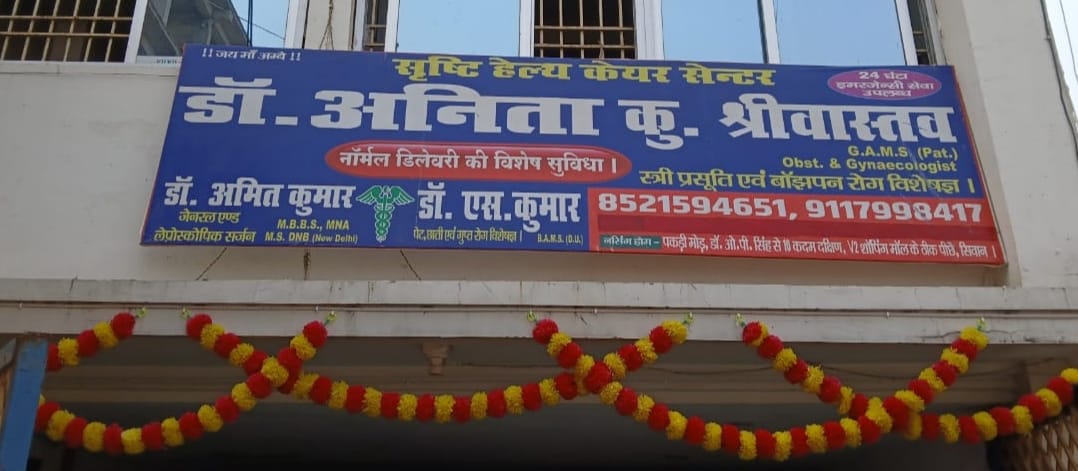 !! जय माँ अम्बे !!
सृष्टि हेल्थ केयर सेन्टर
24 घंटा
इमरजेन्सी सेवा
उपलब्ध
डॉ. अनिता कु. श्रीवास्तव
G.A.M.S. (Pat.)
Obst. & Gynaecologist
नॉर्मल डिलेवरी की विशेष सुविधा ।
स्त्री प्रसूति एवं बाँझपन रोग विशेषज्ञ ।
डॉ. अमित कुमार
जेनरल एण्ड
लेप्रोस्कोपिक सर्जन
M.B.B.S., MNA
M.S. DNB (New Delhi)
डॉ. एस. कुमार
पेट, छाती एवं गुप्त रोग विशेषज्ञ ।
B.A.M.S. (D.U.)
8521594651, 9117998417
नर्सिंग होम – पकड़ी मोड़, डॉ. ओ.पी. सिंह से 10 कदम दक्षिण, V2 शॉपिंग मॉल के ठीक पीछे, सिवान ।